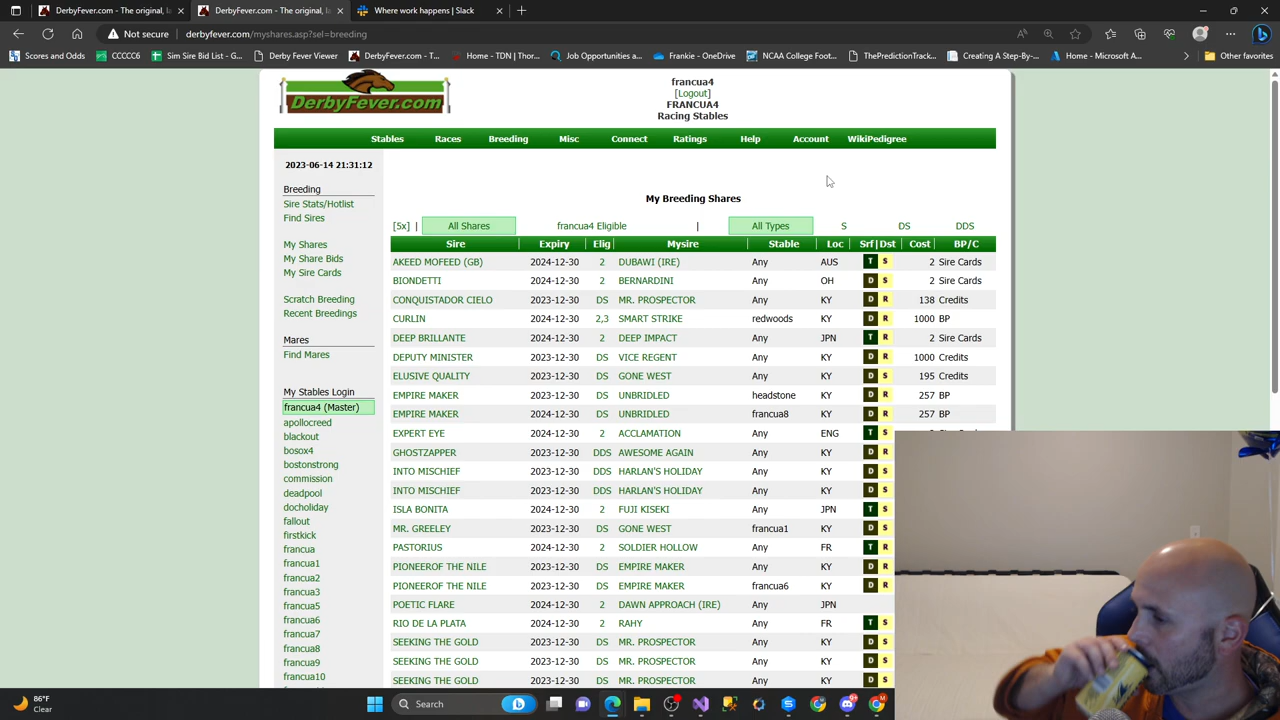 DerbyFever.com - The original, l
DerbyFever.com - The original, l
Where work happens | Slack
Not secure
derbyfever.com/myshares.asp?sel=breeding
Scores and Odds
CCCCC6
Sim Sire Bid List - G...
Derby Fever Viewer
DerbyFever.com - T...
Home - TDN | Thor...
Job Opportunities a...
Frankie - OneDrive
NCAA College Foot...
ThePredictionTrack...
Creating A Step-By-...
Home - Microsoft A...
Other favorites
DerbyFever.com
francua4
[Logout]
FRANCUA4
Racing Stables
Stables Races Breeding Misc Connect Ratings Help Account WikiPedigree
2023-06-14 21:31:12
Breeding
Sire Stats/Hotlist
Find Sires
My Shares
My Share Bids
My Sire Cards
Scratch Breeding
Recent Breedings
Mares
Find Mares
My Stables Login
francua4 (Master)
apollocreed
blackout
bosox4
bostonstrong
commission
deadpool
docholiday
fallout
firstkick
francua
francua1
francua2
francua3
francua5
francua6
francua7
francua8
francua9
francua10
My Breeding Shares
[5x] | All Shares francua4 Eligible | All Types S DS DDS
Sire Expiry Elig Mysire Stable Loc Srf|Dst Cost BP/C
AKEED MOFEED (GB) 2024-12-30 2 DUBAWI (IRE) Any AUS T S 2 Sire Cards
BIONDETTI 2024-12-30 2 BERNARDINI Any OH D S 2 Sire Cards
CONQUISTADOR CIELO 2023-12-30 DS MR. PROSPECTOR Any KY D R 138 Credits
CURLIN 2023-12-30 2,3 SMART STRIKE redwoods KY D R 1000 BP
DEEP BRILLANTE 2024-12-30 2 DEEP IMPACT Any JPN T R 2 Sire Cards
DEPUTY MINISTER 2023-12-30 DS VICE REGENT Any KY D R 1000 Credits
ELUSIVE QUALITY 2024-12-30 DS GONE WEST Any KY D S 195 Credits
EMPIRE MAKER 2023-12-30 DS UNBRIDLED headstone KY D R 257 BP
EMPIRE MAKER 2024-12-30 DS UNBRIDLED francua8 KY D R 257 BP
EXPERT EYE 2024-12-30 2 ACCLAMATION Any ENG T S
GHOSTZAPPER 2023-12-30 DDS AWESOME AGAIN Any KY D R
INTO MISCHIEF 2023-12-30 DDS HARLAN'S HOLIDAY Any KY D S
INTO MISCHIEF 2023-12-30 DDS HARLAN'S HOLIDAY Any KY D S
ISLA BONITA 2024-12-30 2 FUJI KISEKI Any JPN T S
MR. GREELEY 2023-12-30 DS GONE WEST francua1 KY D S
PASTORIUS 2024-12-30 2 SOLDIER HOLLOW Any FR T R
PIONEEROF THE NILE 2023-12-30 DS EMPIRE MAKER Any KY D R
PIONEEROF THE NILE 2023-12-30 DS EMPIRE MAKER francua6 KY D R
POETIC FLARE 2024-12-30 2 DAWN APPROACH (IRE) Any JPN
RIO DE LA PLATA 2024-12-30 2 RAHY Any FR T S
SEEKING THE GOLD 2023-12-30 DS MR. PROSPECTOR Any KY D S
SEEKING THE GOLD 2023-12-30 DS MR. PROSPECTOR Any KY D S
SEEKING THE GOLD 2023-12-30 DS MR. PROSPECTOR Any KY D S
86°F
Clear
Search